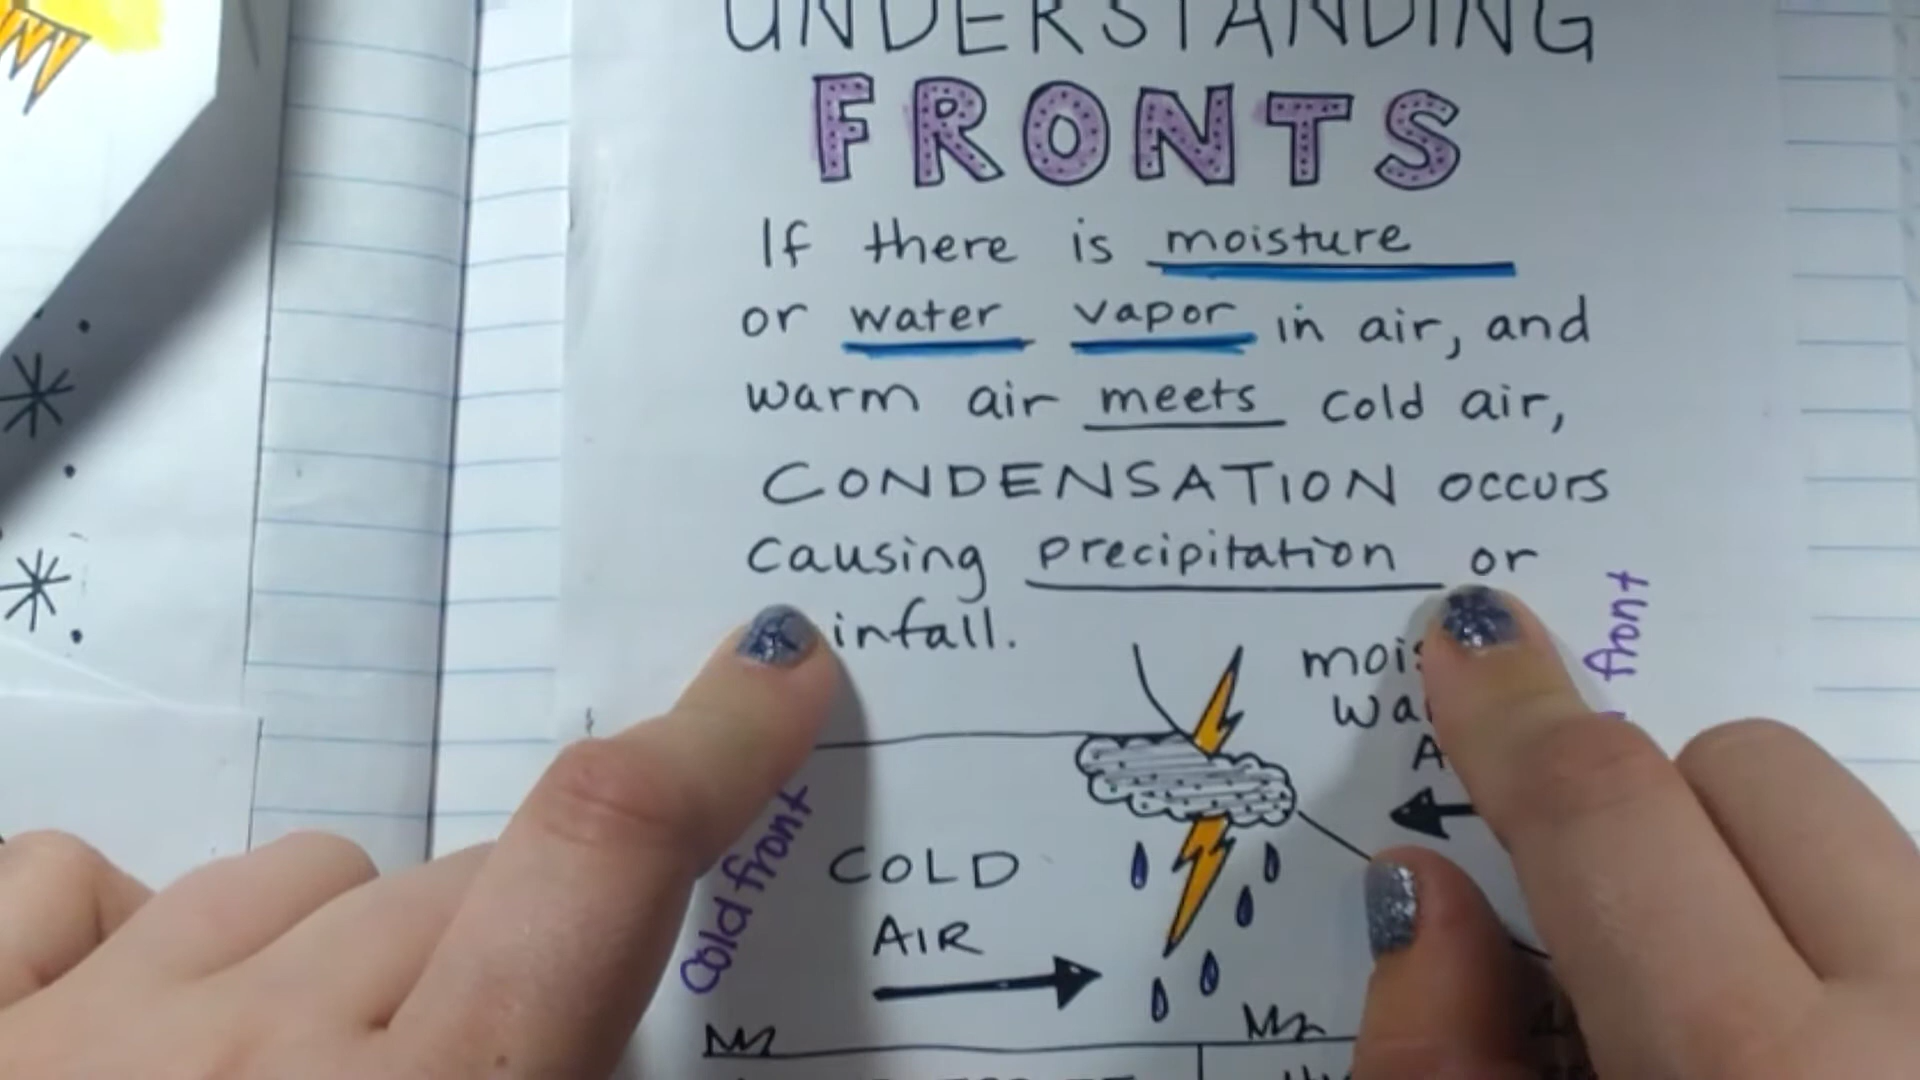 UNDERSTANDING
FRONTS
If there is moisture
or water vapor in air, and
warm air meets cold air,
CONDENSATION occurs
causing precipitation or
infall.
COLD
AIR
Cold front
front